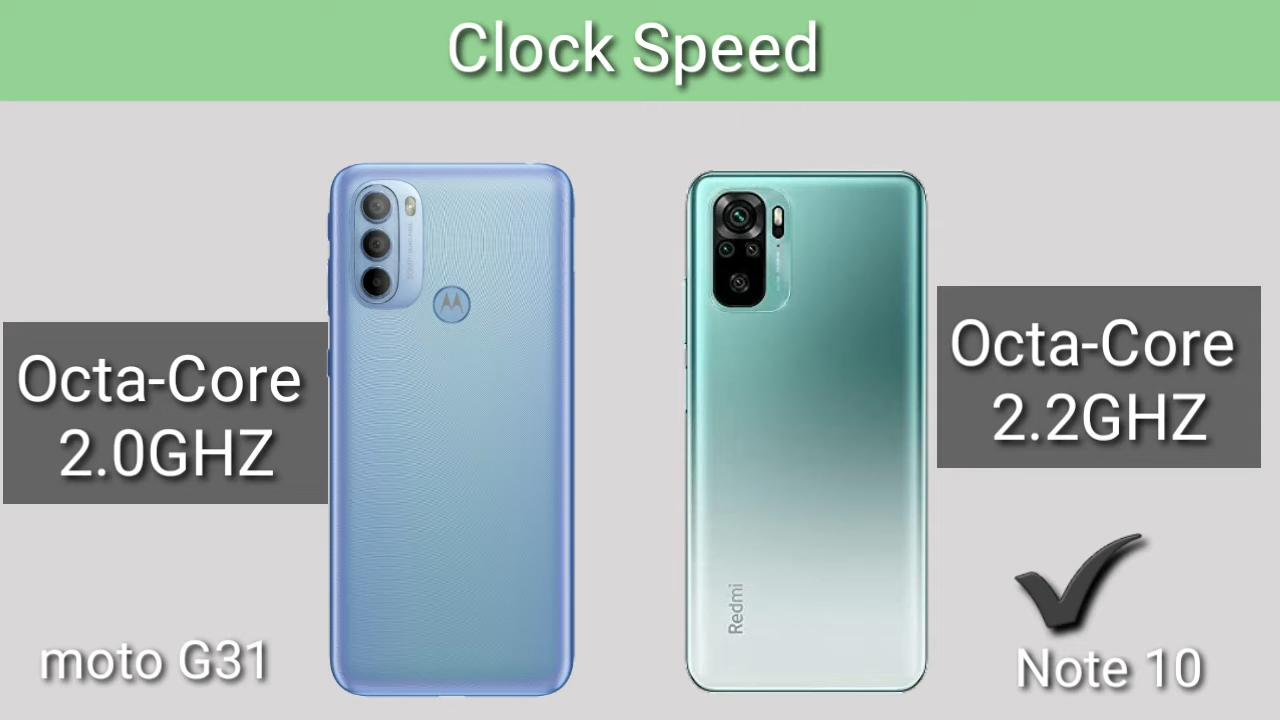 Clock Speed
Octa-Core
2.0GHZ
moto G31
Redmi
Octa-Core
2.2GHZ
Note 10